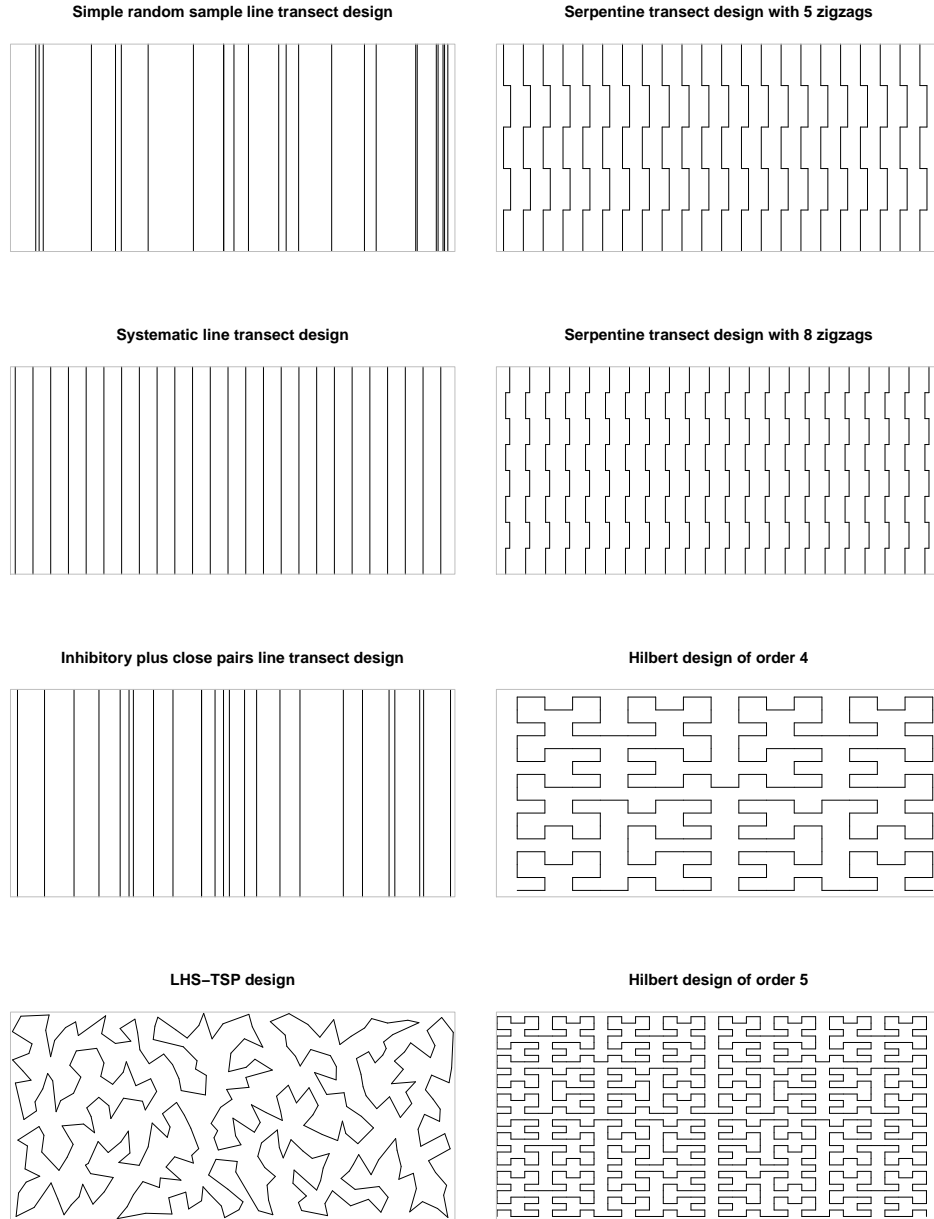 Simple random sample line transect design
Serpentine transect design with 5 zigzags
Systematic line transect design
Serpentine transect design with 8 zigzags
Inhibitory plus close pairs line transect design
Hilbert design of order 4
LHS−TSP design
Hilbert design of order 5